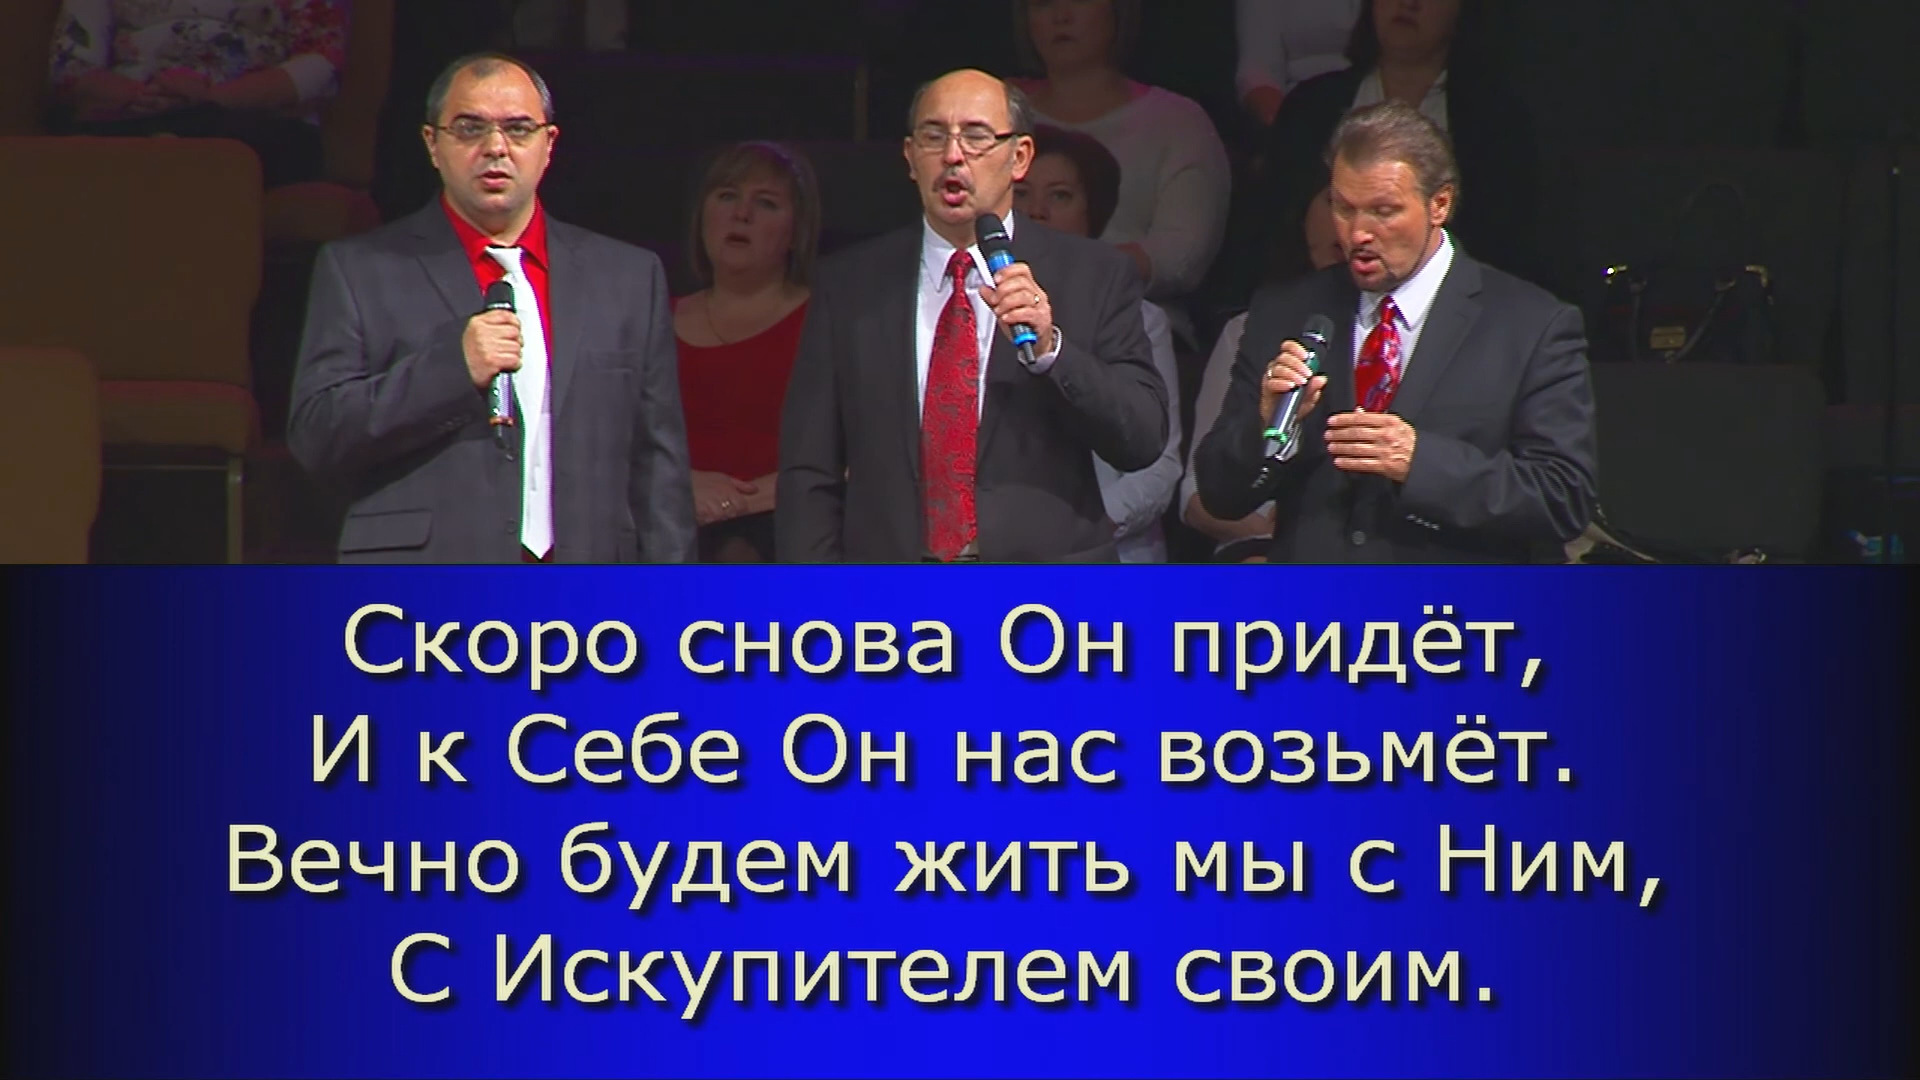 Скоро снова Он придёт,
И к Себе Он нас возьмёт.
Вечно будем жить мы с Ним,
С Искупителем своим.